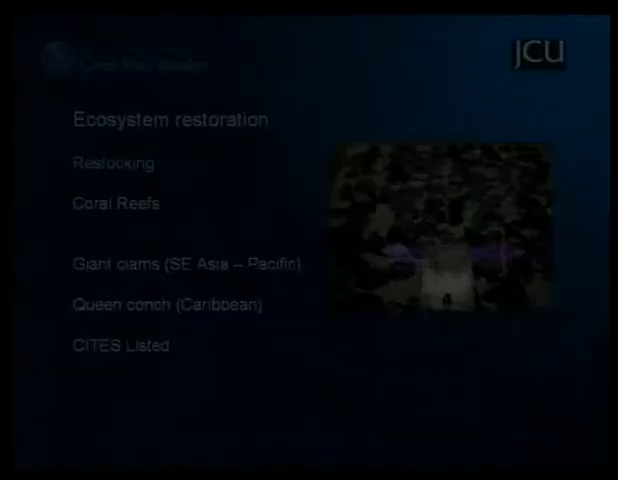 JCU
Ecosystem restoration
Restocking
Coral Reefs
Giant clams (SE Asia – Pacific)
Queen conch (Caribbean)
CITES Listed